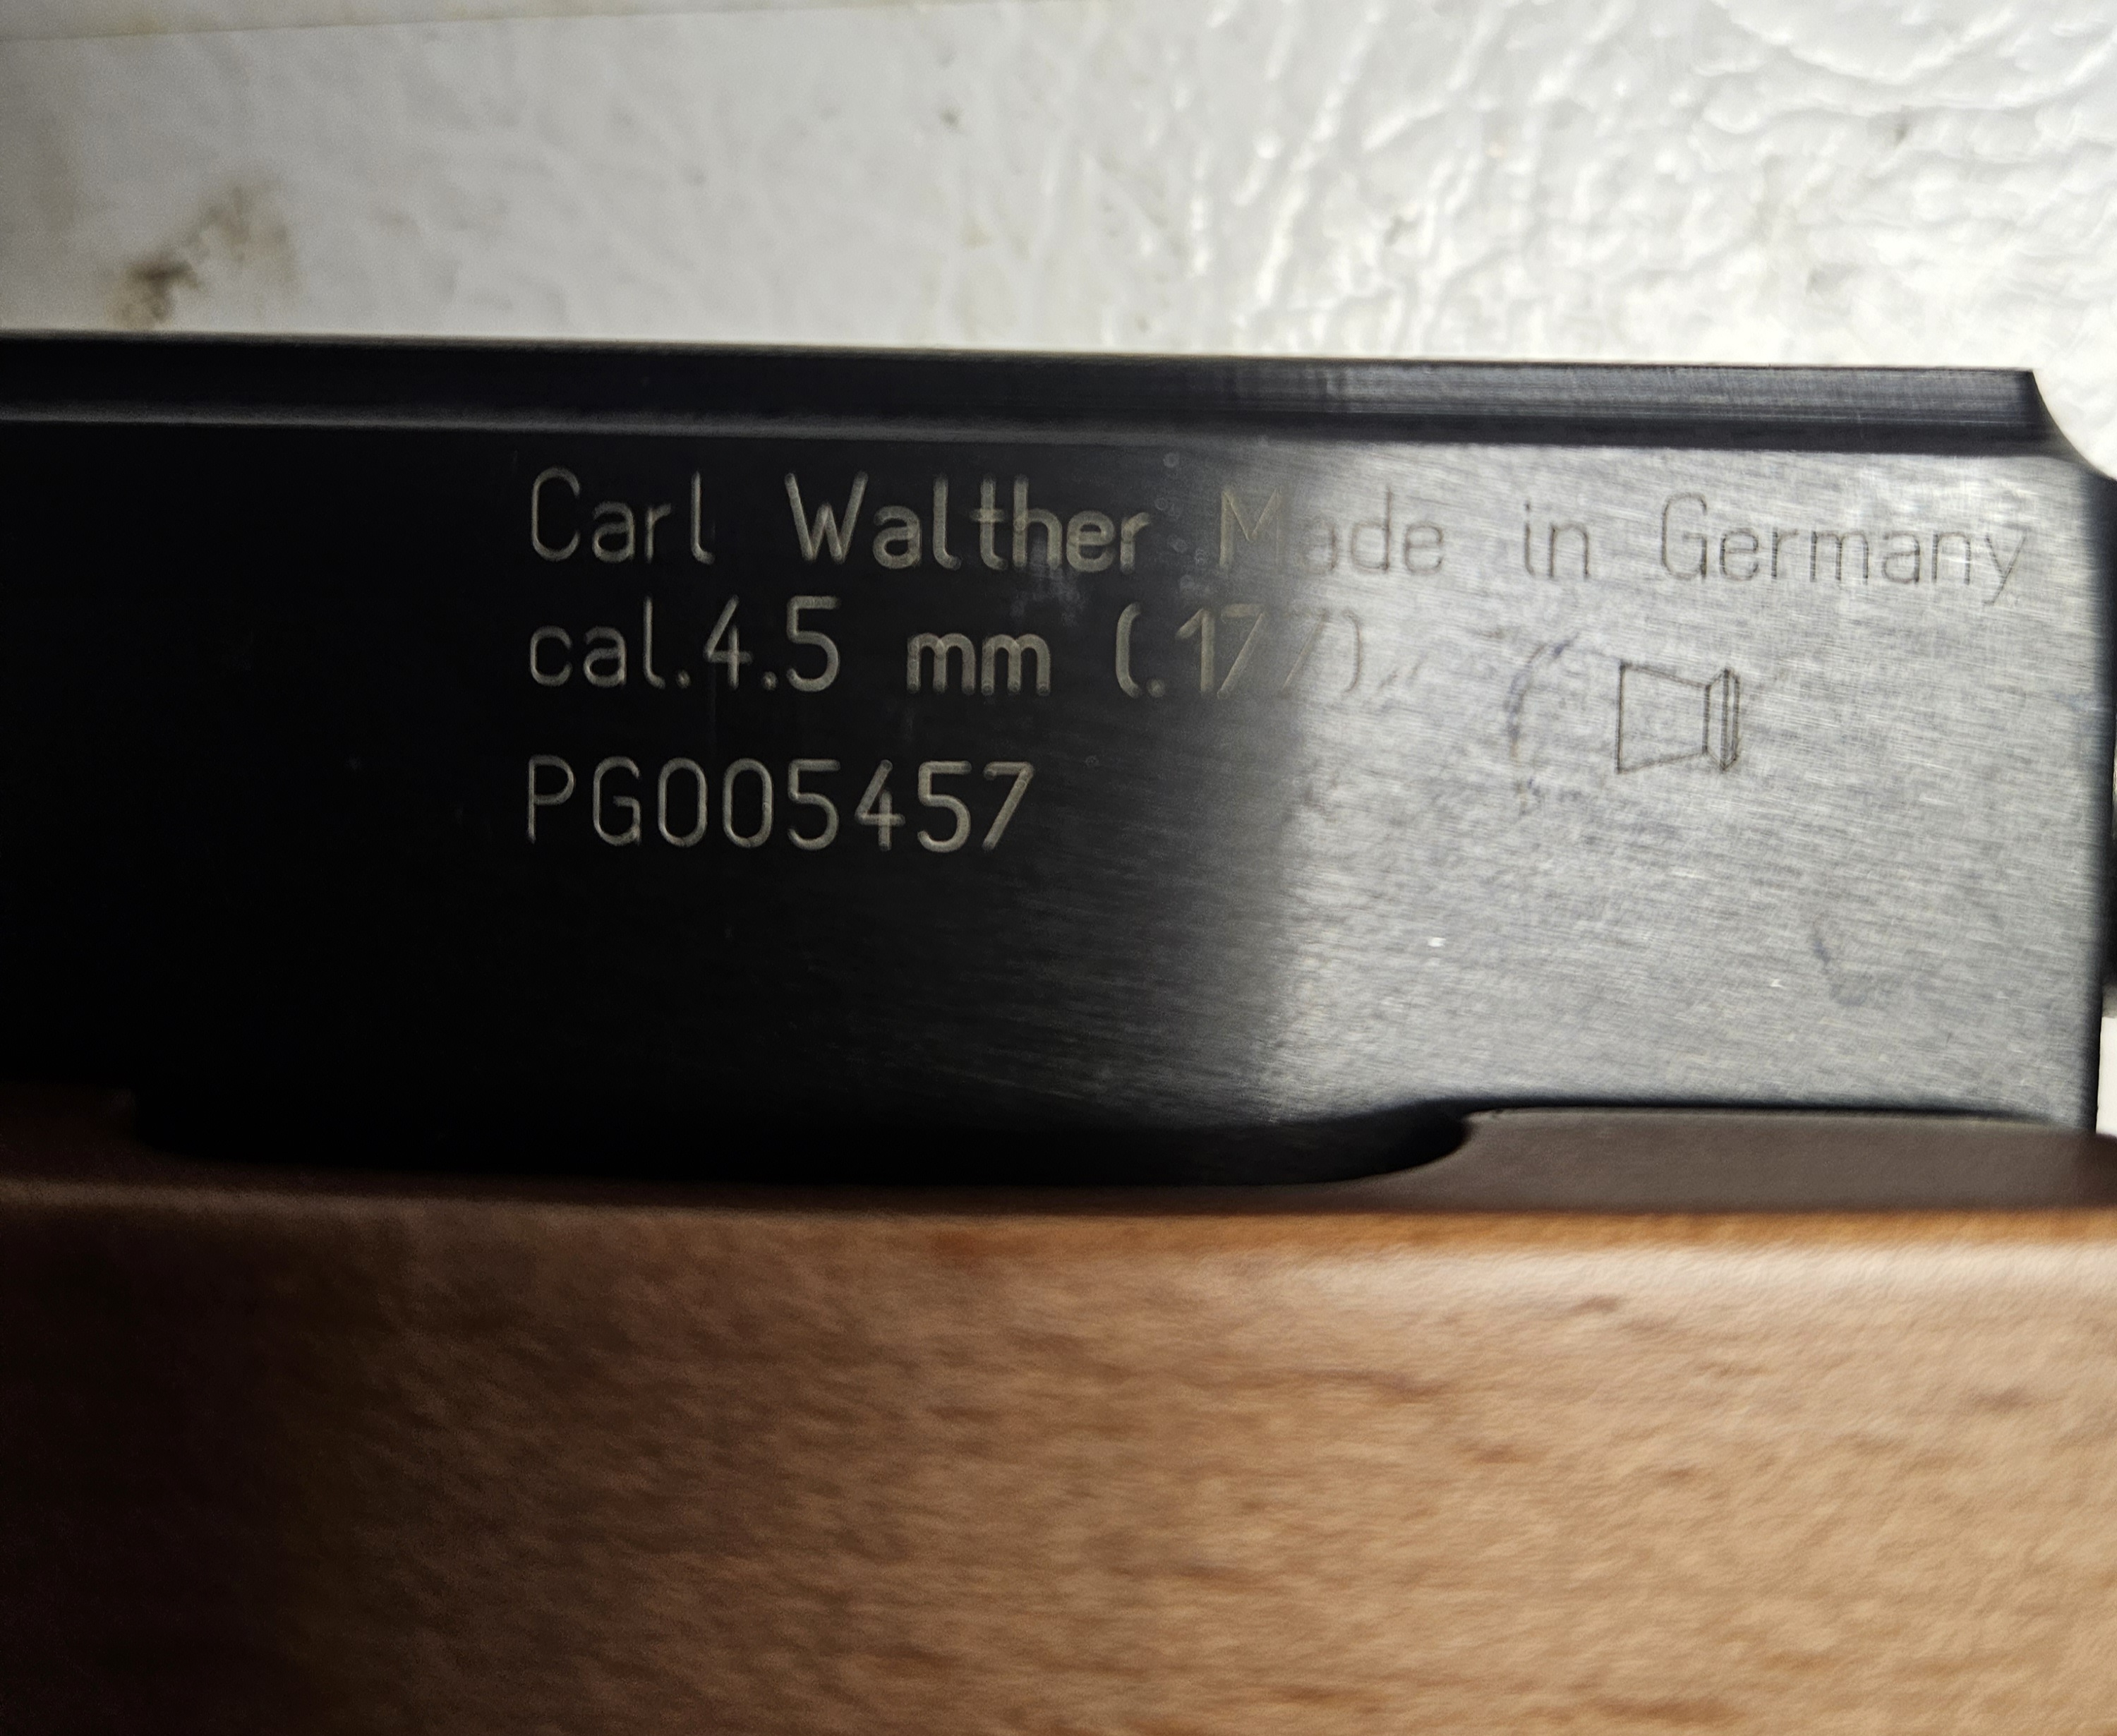 Carl Walther Made in Germany
cal.4.5 mm (.177)
PG005457